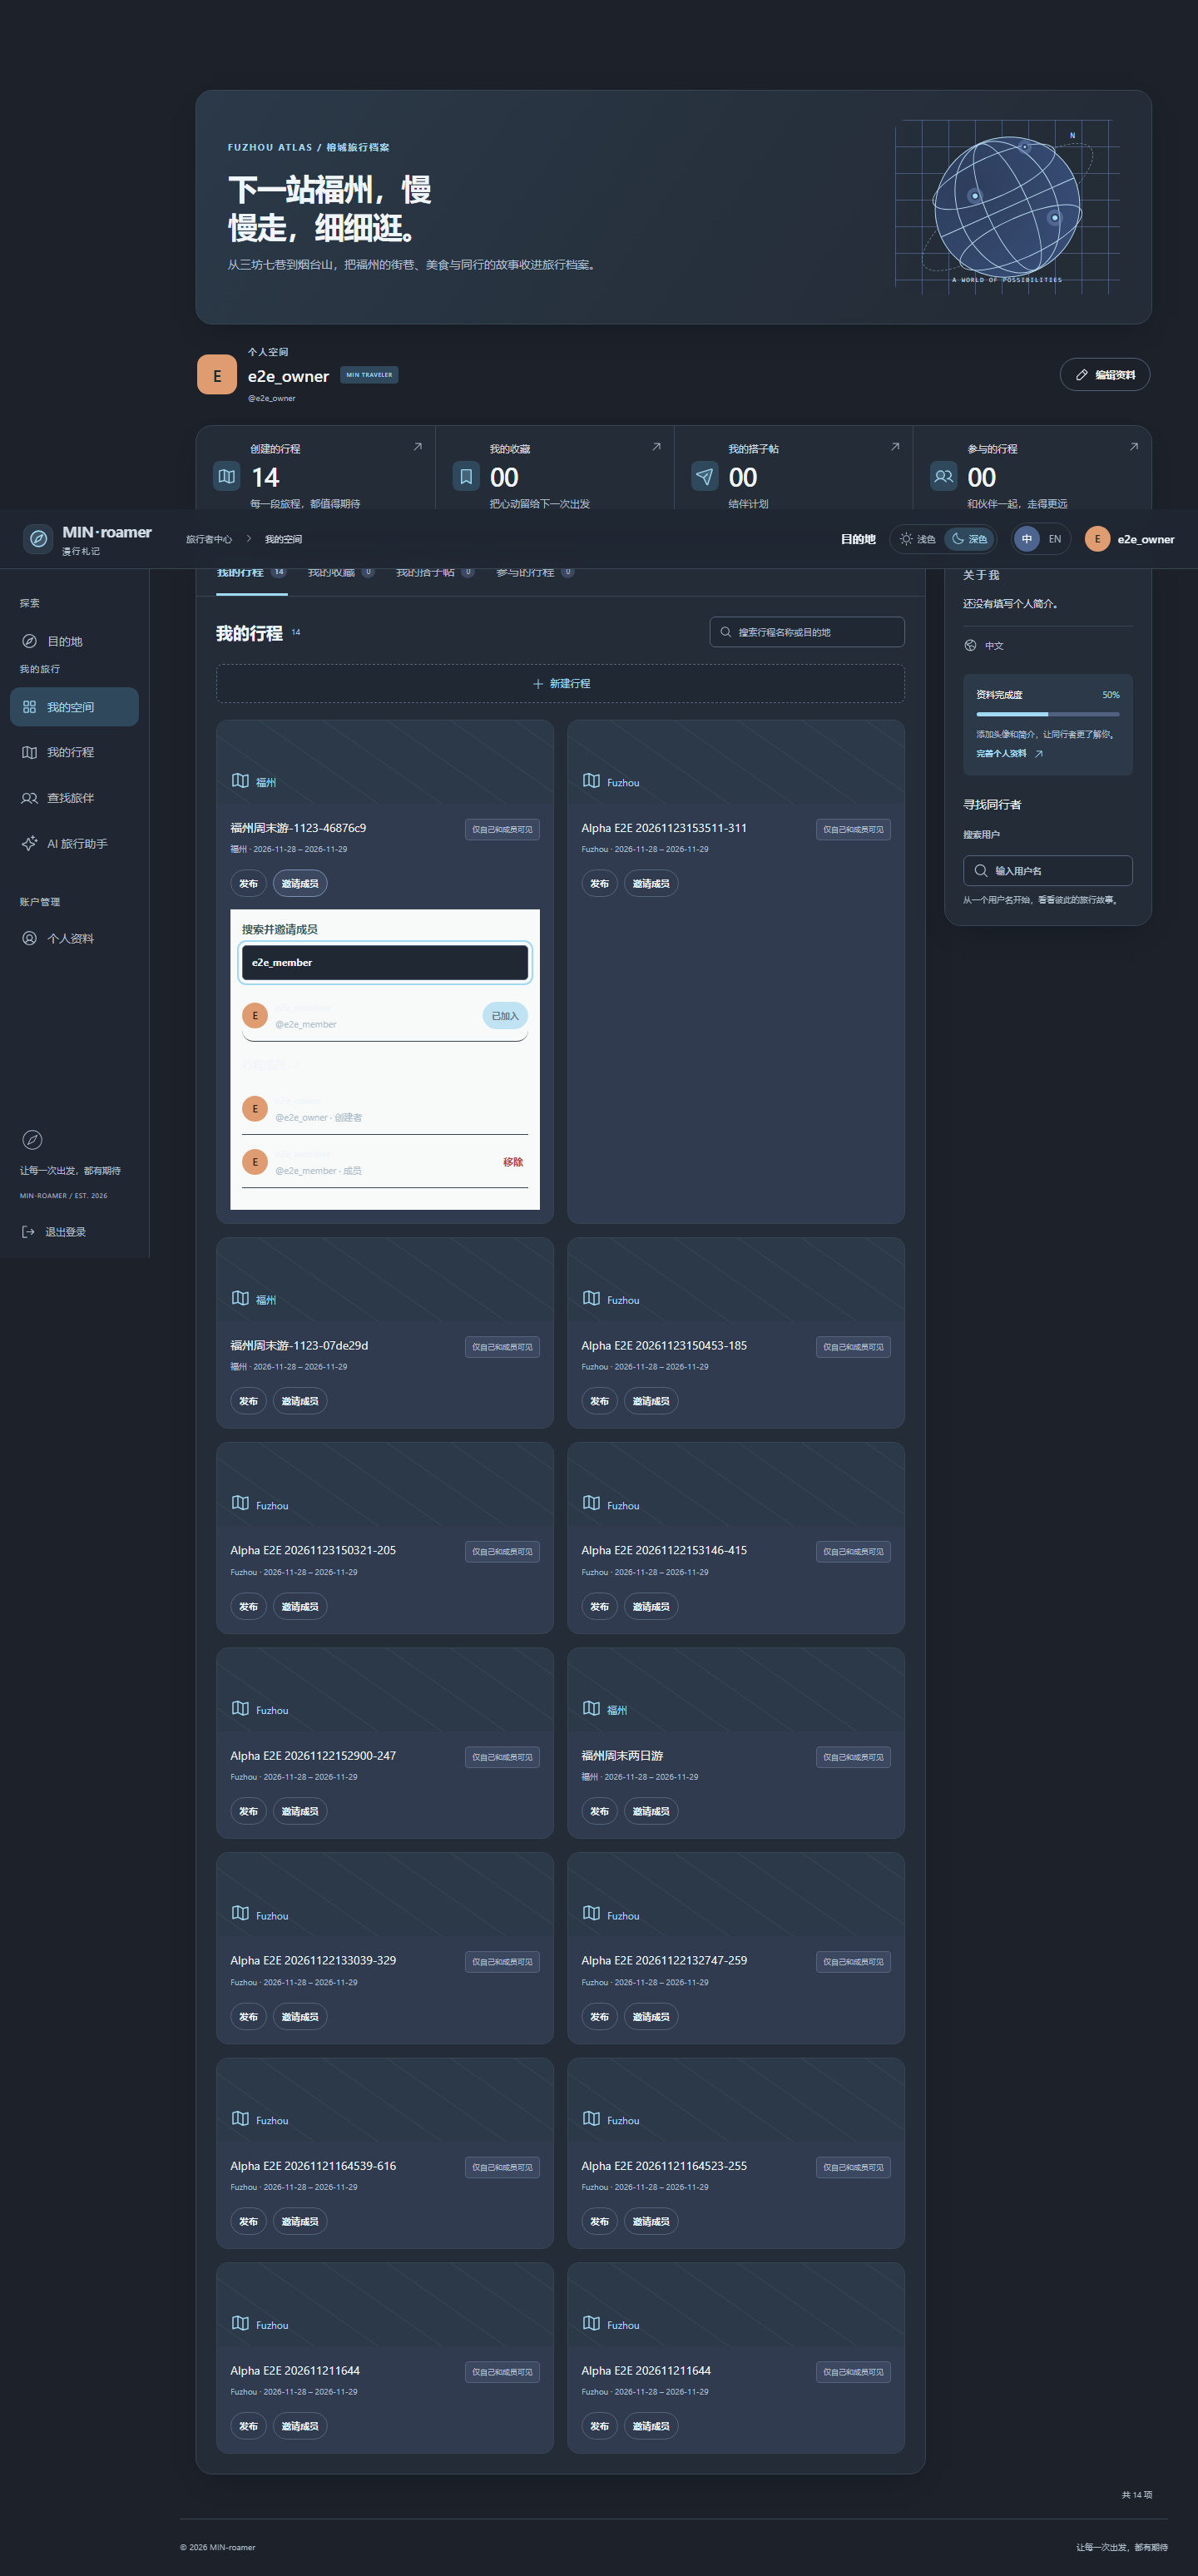 FUZHOU ATLAS / 榕城旅行档案
下一站福州，慢
慢走，细细逛。
从三坊七巷到烟台山，把福州的街巷、美食与同行的故事收进旅行档案。
N
A WORLD OF POSSIBILITIES
E
个人空间
e2e_owner
MIN TRAVELER
@e2e_owner
编辑资料
创建的行程
14
每一段旅程，都值得期待
我的收藏
00
把心动留给下一次出发
我的搭子帖
00
结伴计划
参与的行程
00
和伙伴一起，走得更远
MIN·roamer
漫行札记
旅行者中心
我的空间
目的地
浅色
深色
中
EN
E
e2e_owner
探索
目的地
我的旅行
我的空间
我的行程
查找旅伴
AI 旅行助手
账户管理
个人资料
让每一次出发，都有期待
MIN-ROAMER / EST. 2026
退出登录
我的行程 14
我的收藏 0
我的搭子帖 0
参与的行程 0
我的行程 14
搜索行程名称或目的地
新建行程
福州
福州周末游-1123-46876c9
仅自己和成员可见
福州 · 2026-11-28 – 2026-11-29
发布
邀请成员
搜索并邀请成员
e2e_member
E
@e2e_member
已加入
E
@e2e_owner · 创建者
E
@e2e_member · 成员
移除
Fuzhou
Alpha E2E 20261123153511-311
仅自己和成员可见
Fuzhou · 2026-11-28 – 2026-11-29
发布
邀请成员
福州
福州周末游-1123-07de29d
仅自己和成员可见
福州 · 2026-11-28 – 2026-11-29
发布
邀请成员
Fuzhou
Alpha E2E 20261123150453-185
仅自己和成员可见
Fuzhou · 2026-11-28 – 2026-11-29
发布
邀请成员
Fuzhou
Alpha E2E 20261123150321-205
仅自己和成员可见
Fuzhou · 2026-11-28 – 2026-11-29
发布
邀请成员
Fuzhou
Alpha E2E 20261122153146-415
仅自己和成员可见
Fuzhou · 2026-11-28 – 2026-11-29
发布
邀请成员
Fuzhou
Alpha E2E 20261122152900-247
仅自己和成员可见
Fuzhou · 2026-11-28 – 2026-11-29
发布
邀请成员
福州
福州周末两日游
仅自己和成员可见
福州 · 2026-11-28 – 2026-11-29
发布
邀请成员
Fuzhou
Alpha E2E 20261122133039-329
仅自己和成员可见
Fuzhou · 2026-11-28 – 2026-11-29
发布
邀请成员
Fuzhou
Alpha E2E 20261122132747-259
仅自己和成员可见
Fuzhou · 2026-11-28 – 2026-11-29
发布
邀请成员
Fuzhou
Alpha E2E 20261121164539-616
仅自己和成员可见
Fuzhou · 2026-11-28 – 2026-11-29
发布
邀请成员
Fuzhou
Alpha E2E 20261121164523-255
仅自己和成员可见
Fuzhou · 2026-11-28 – 2026-11-29
发布
邀请成员
Fuzhou
Alpha E2E 202611211644
仅自己和成员可见
Fuzhou · 2026-11-28 – 2026-11-29
发布
邀请成员
Fuzhou
Alpha E2E 202611211644
仅自己和成员可见
Fuzhou · 2026-11-28 – 2026-11-29
发布
邀请成员
关于我
还没有填写个人简介。
中文
资料完成度
50%
添加头像和简介，让同行者更了解你。
完善个人资料
寻找同行者
搜索用户
输入用户名
从一个用户名开始，看看彼此的旅行故事。
共 14 项
© 2026 MIN-roamer
让每一次出发，都有期待